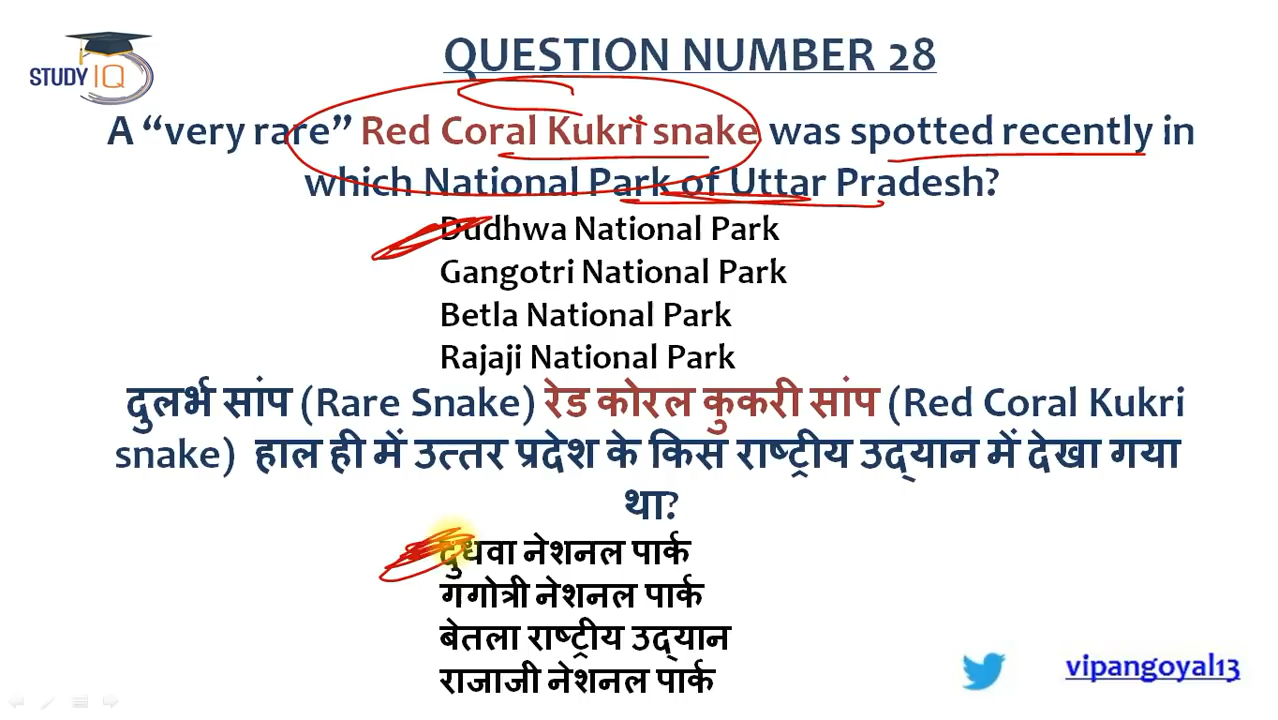 STUDY IQ
QUESTION NUMBER 28
A “very rare” Red Coral Kukri snake was spotted recently in
which National Park of Uttar Pradesh?
Dudhwa National Park
Gangotri National Park
Betla National Park
Rajaji National Park
दुलर्भ सांप (Rare Snake) रेड कोरल कुकरी सांप (Red Coral Kukri
snake) हाल ही में उत्तर प्रदेश के किस राष्ट्रीय उद्यान में देखा गया
था?
दुधवा नेशनल पार्क
गगोत्री नेशनल पार्क
बेतला राष्ट्रीय उद्यान
राजाजी नेशनल पार्क
vipangoyal13